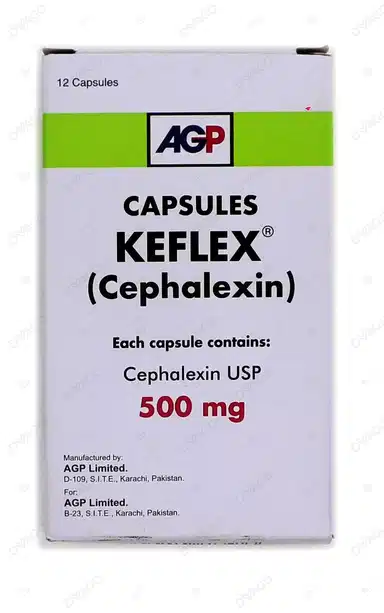 12 Capsules
AGP
CAPSULES
KEFLEX®
(Cephalexin)
Each capsule contains:
Cephalexin USP
500 mg
Manufactured by:
AGP Limited.
D-109, S.I.T.E., Karachi, Pakistan.
For:
AGP Limited.
B-23, S.I.T.E., Karachi, Pakistan.